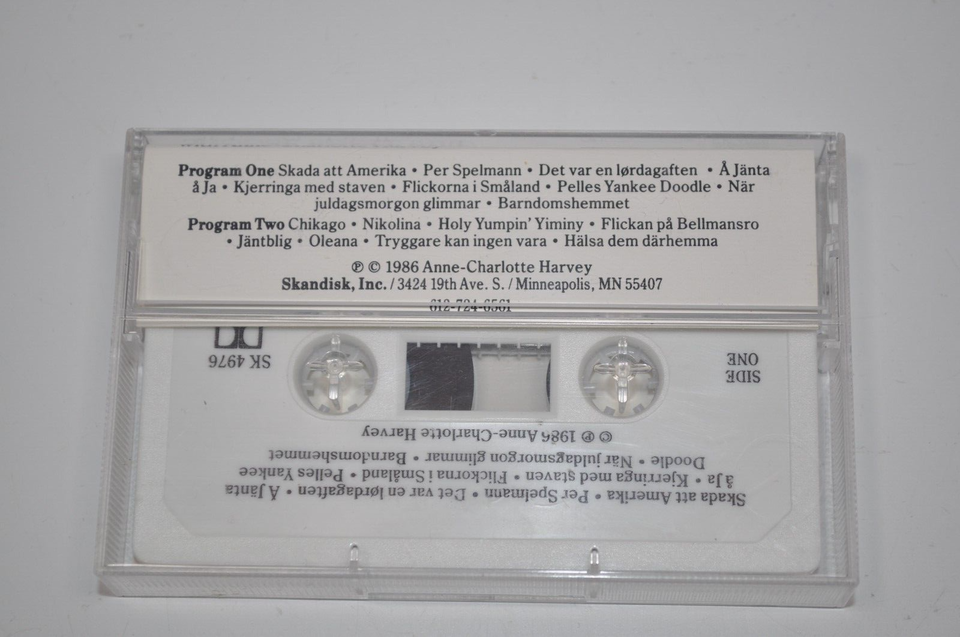 Program One Skada att Amerika • Per Spelmann • Det var en lørdagaften • Å Jänta
å Ja • Kjerringa med staven • Flickorna i Småland • Pelles Yankee Doodle • När
juldagsmorgon glimmar • Barndomshemmet
Program Two Chikago • Nikolina • Holy Yumpin' Yiminy • Flickan på Bellmansro
• Jäntblig • Oleana • Tryggare kan ingen vara • Hälsa dem därhemma
℗ © 1986 Anne-Charlotte Harvey
Skandisk, Inc. / 3424 19th Ave. S. / Minneapolis, MN 55407
612-724-6561
SIDE
ONE
SK 4976
Skada att Amerika • Per Spelmann • Det var en lørdagaften • Å Jänta
å Ja • Kjerringa med staven • Flickorna i Småland • Pelles Yankee
Doodle • När juldagsmorgon glimmar • Barndomshemmet
© ℗ 1986 Anne-Charlotte Harvey